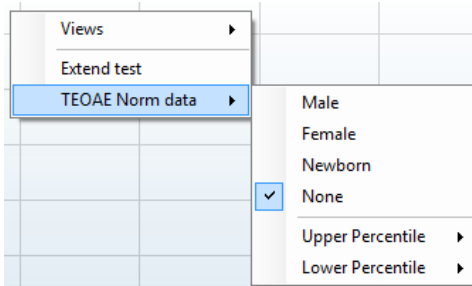 Views
Extend test
TEOAE Norm data
Male
Female
Newborn
None
Upper Percentile
Lower Percentile